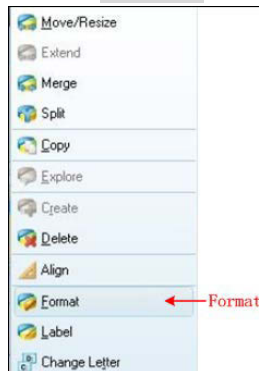 Move/Resize
Extend
Merge
Split
Copy
Explore
Create
Delete
Align
Format Format
Label
Change Letter